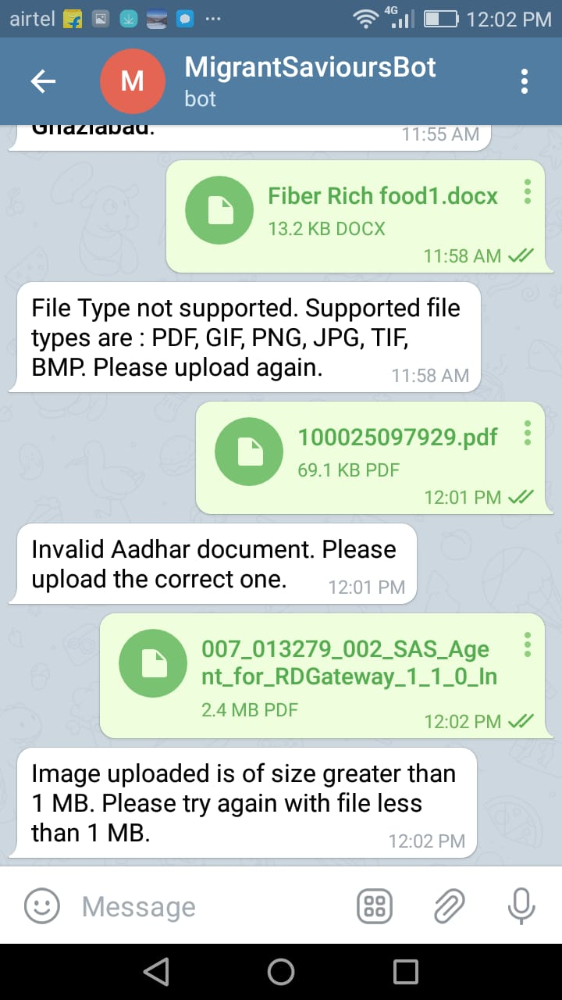 airtel
4G
12:02 PM
M
MigrantSavioursBot
bot
Ghaziabad.
11:55 AM
Fiber Rich food1.docx
13.2 KB DOCX
11:58 AM
File Type not supported. Supported file
types are : PDF, GIF, PNG, JPG, TIF,
BMP. Please upload again.
11:58 AM
100025097929.pdf
69.1 KB PDF
12:01 PM
Invalid Aadhar document. Please
upload the correct one.
12:01 PM
007_013279_002_SAS_Age
nt_for_RDGateway_1_1_0_In
2.4 MB PDF
12:02 PM
Image uploaded is of size greater than
1 MB. Please try again with file less
than 1 MB.
12:02 PM
Message